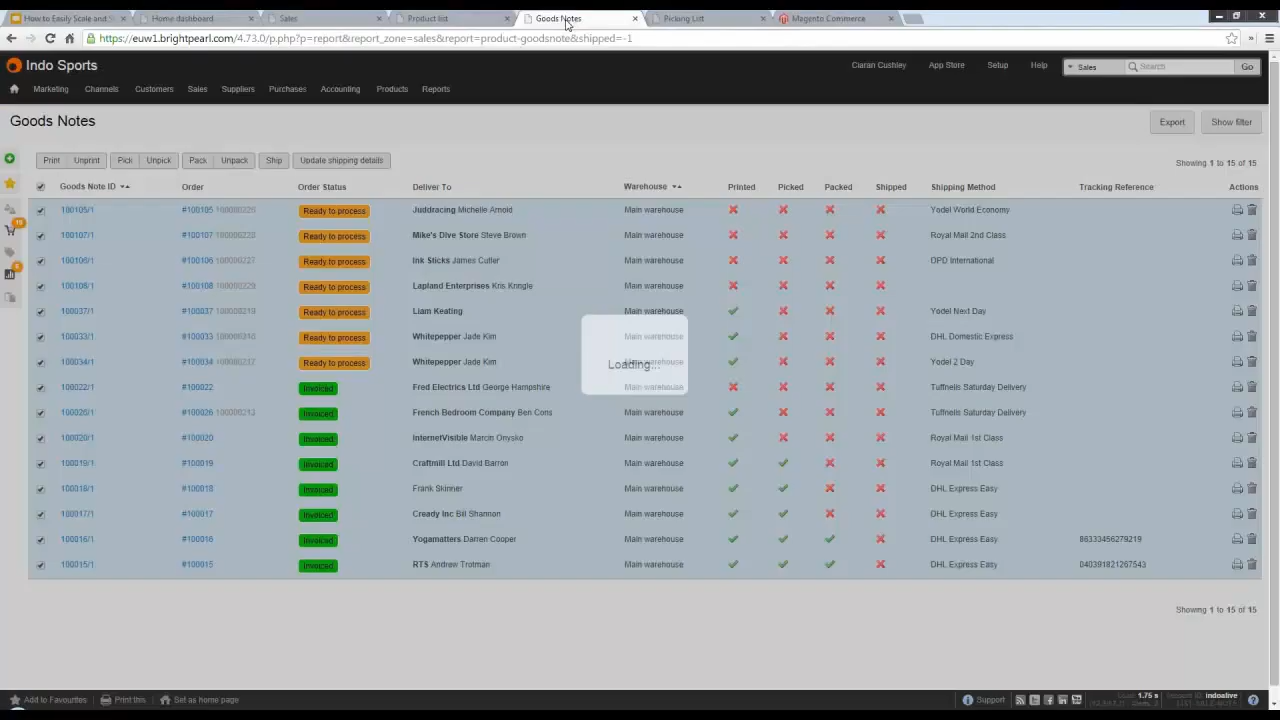 How to Easily Scale and S Home dashboard Sales Product list Goods Notes Picking List Magento Commerce
https://euw1.brightpearl.com/4.73.0/p.php?p=report&report_zone=sales&report=product-goodsnote&shipped=-1
Indo Sports Ciaran Cushley App Store Setup Help Sales Search Go
Marketing Channels Customers Sales Suppliers Purchases Accounting Products Reports
Goods Notes Export Show filter
Print Unprint Pick Unpick Pack Unpack Ship Update shipping details Showing 1 to 15 of 15
Goods Note ID Order Order Status Deliver To Warehouse Printed Picked Packed Shipped Shipping Method Tracking Reference Actions
100105/1 #100105 Ready to process Juddracing Michelle Arnold Main warehouse Yodel World Economy
100107/1 #100107 Ready to process Mike's Dive Store Steve Brown Main warehouse Royal Mail 2nd Class
100106/1 #100106 Ready to process Ink Sticks James Cutler Main warehouse DPD International
100108/1 #100108 Ready to process Lapland Enterprises Kris Kringle Main warehouse
100037/1 #100037 Ready to process Liam Keating Main warehouse Yodel Next Day
100033/1 #100033 Ready to process Whitepepper Jade Kim Main warehouse DHL Domestic Express
100034/1 #100034 Ready to process Whitepepper Jade Kim Main warehouse Yodel 2 Day
Loading...
100022/1 #100022 Invoiced Fred Electrics Ltd George Hampshire Main warehouse Tuffnells Saturday Delivery
#100026 Invoiced French Bedroom Company Ben Cons Main warehouse Tuffnells Saturday Delivery
100020/1 #100020 Invoiced InternetVisible Marcin Onysko Main warehouse Royal Mail 1st Class
100019/1 #100019 Invoiced Craftmill Ltd David Barron Main warehouse Royal Mail 1st Class
100018/1 #100018 Invoiced Frank Skinner Main warehouse DHL Express Easy
100017/1 #100017 Invoiced Cready Inc Bill Shannon Main warehouse DHL Express Easy
100016/1 #100016 Invoiced Yogamatters Darren Cooper Main warehouse DHL Express Easy 86333456279219
100015/1 #100015 Invoiced RTS Andrew Trotman Main warehouse DHL Express Easy 040391821267543
Showing 1 to 15 of 15
Add to Favourites Print this Set as home page Support 1.75 s indoalive